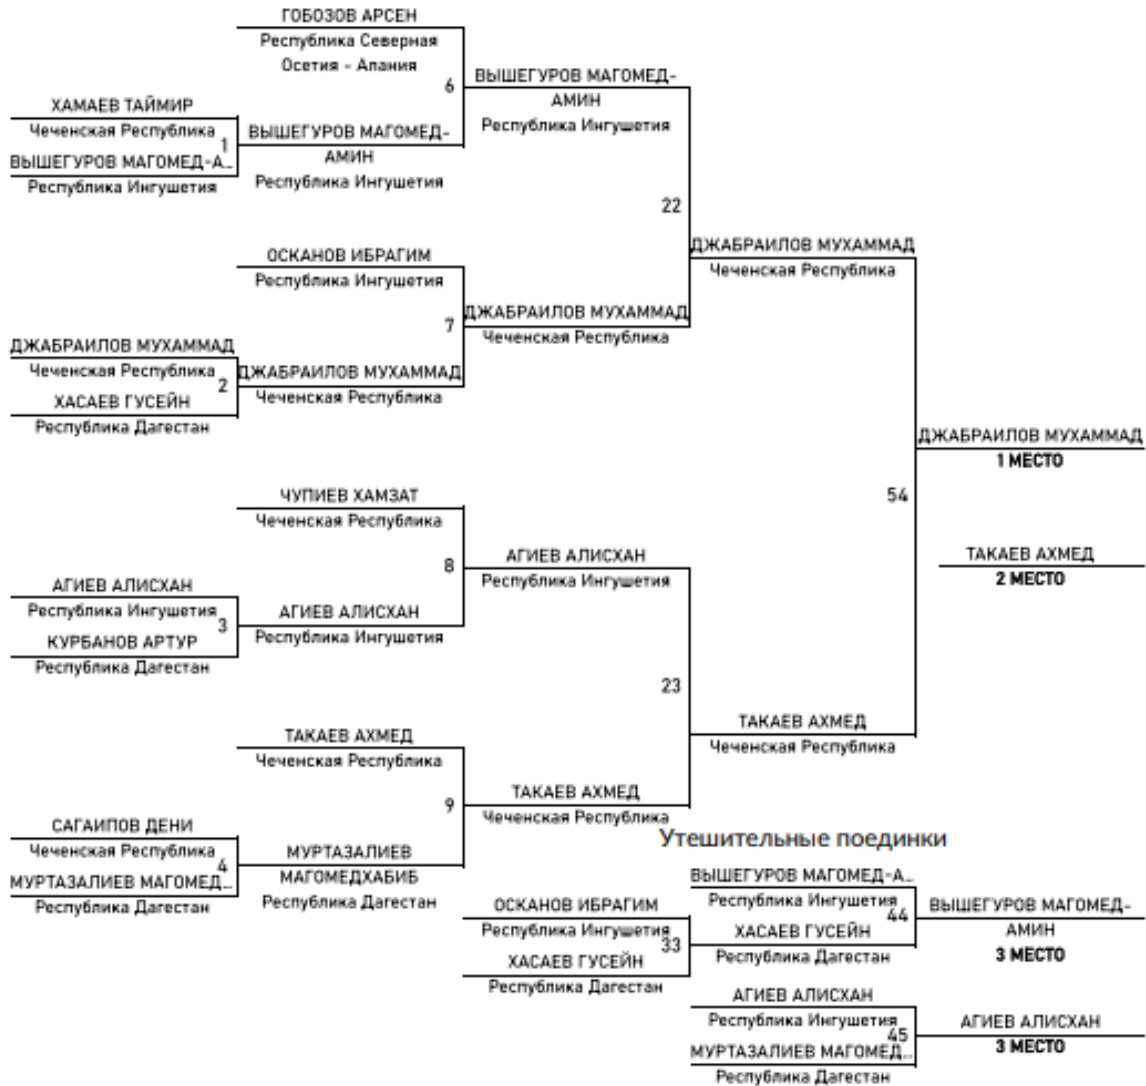 ГОБОЗОВ АРСЕН
Республика Северная
Осетия - Алания
6
ВЫШЕГУРОВ МАГОМЕД-
АМИН
Республика Ингушетия
ХАМАЕВ ТАЙМИР
Чеченская Республика
1
ВЫШЕГУРОВ МАГОМЕД-А...
Республика Ингушетия
ВЫШЕГУРОВ МАГОМЕД-
АМИН
Республика Ингушетия
22
ДЖАБРАИЛОВ МУХАММАД
Чеченская Республика
ОСКАНОВ ИБРАГИМ
Республика Ингушетия
7
ДЖАБРАИЛОВ МУХАММАД
Чеченская Республика
ДЖАБРАИЛОВ МУХАММАД
Чеченская Республика
2
ХАСАЕВ ГУСЕЙН
Республика Дагестан
ДЖАБРАИЛОВ МУХАММАД
Чеченская Республика
ДЖАБРАИЛОВ МУХАММАД
1 МЕСТО
54
ТАКАЕВ АХМЕД
2 МЕСТО
ЧУПИЕВ ХАМЗАТ
Чеченская Республика
8
АГИЕВ АЛИСХАН
Республика Ингушетия
АГИЕВ АЛИСХАН
Республика Ингушетия
3
КУРБАНОВ АРТУР
Республика Дагестан
АГИЕВ АЛИСХАН
Республика Ингушетия
23
ТАКАЕВ АХМЕД
Чеченская Республика
ТАКАЕВ АХМЕД
Чеченская Республика
9
ТАКАЕВ АХМЕД
Чеченская Республика
САГАИПОВ ДЕНИ
Чеченская Республика
4
МУРТАЗАЛИЕВ МАГОМЕД...
Республика Дагестан
МУРТАЗАЛИЕВ
МАГОМЕДХАБИБ
Республика Дагестан
Утешительные поединки
ВЫШЕГУРОВ МАГОМЕД-А...
Республика Ингушетия
44
ВЫШЕГУРОВ МАГОМЕД-
АМИН
3 МЕСТО
ОСКАНОВ ИБРАГИМ
Республика Ингушетия
33
ХАСАЕВ ГУСЕЙН
Республика Дагестан
ХАСАЕВ ГУСЕЙН
Республика Дагестан
АГИЕВ АЛИСХАН
Республика Ингушетия
45
МУРТАЗАЛИЕВ МАГОМЕД...
Республика Дагестан
АГИЕВ АЛИСХАН
3 МЕСТО